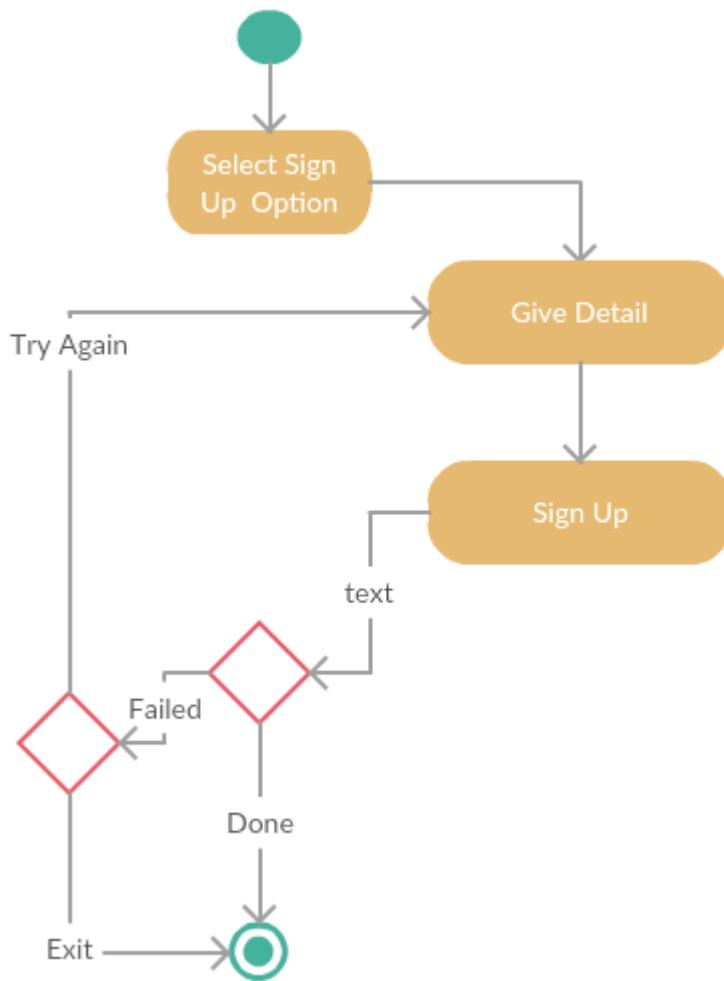 Select Sign
Up Option
Give Detail
Try Again
Sign Up
text
Failed
Done
Exit